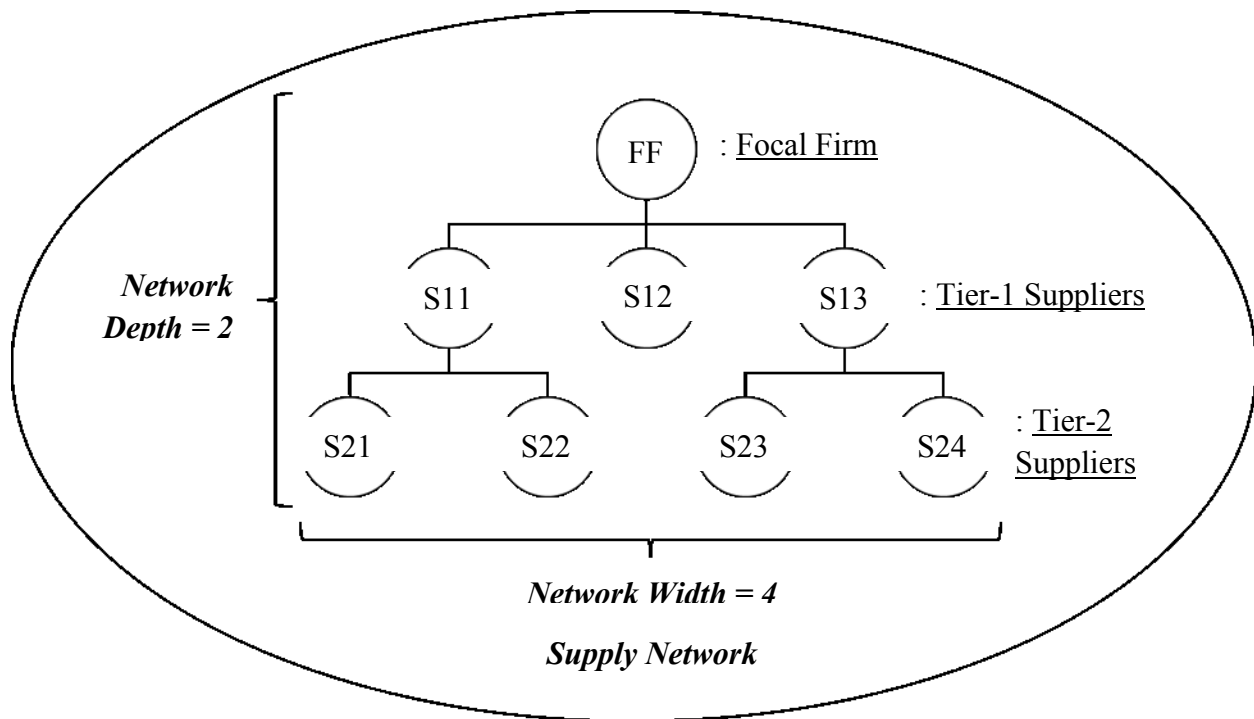 FF : Focal Firm
Network
Depth = 2
S11 S12 S13 : Tier-1 Suppliers
S21 S22 S23 S24 : Tier-2
Suppliers
Network Width = 4
Supply Network